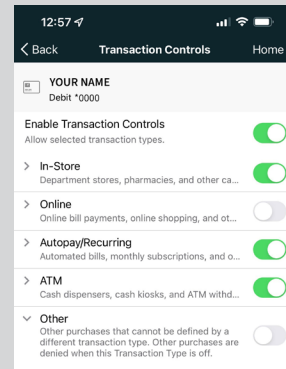 12:57
Back Transaction Controls Home
YOUR NAME
Debit *0000
Enable Transaction Controls
Allow selected transaction types.
In-Store
Department stores, pharmacies, and other ca...
Online
Online bill payments, online shopping, and ot...
Autopay/Recurring
Automated bills, monthly subscriptions, and o...
ATM
Cash dispensers, cash kiosks, and ATM withd...
Other
Other purchases that cannot be defined by a
different transaction type. Other purchases are
denied when this Transaction Type is off.